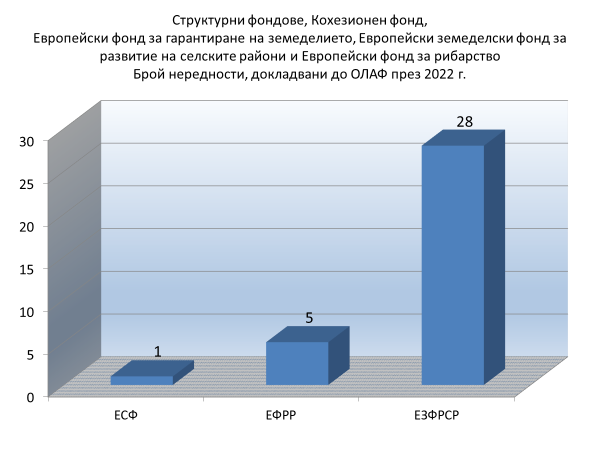 Структурни фондове, Кохезионен фонд,
Европейски фонд за гарантиране на земеделието, Европейски земеделски фонд за
развитие на селските райони и Европейски фонд за рибарство
Брой нередности, докладвани до ОЛАФ през 2022 г.
30
25
20
15
10
5
0
1
5
28
ЕСФ
ЕФРР
ЕЗФРСР